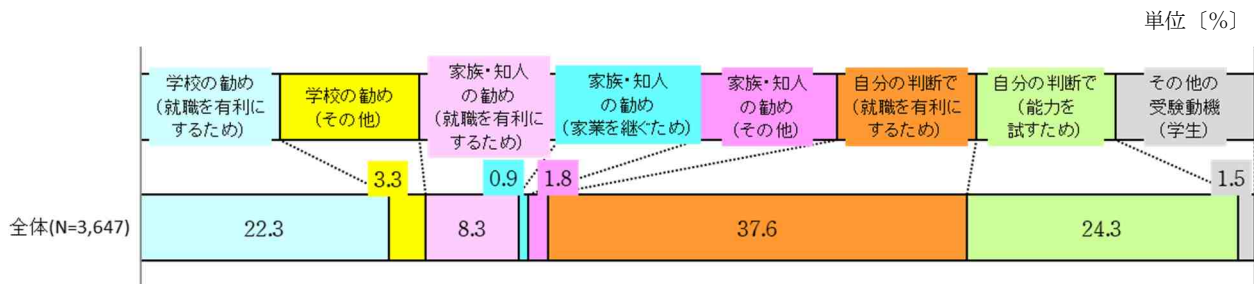 単位〔%〕
学校の勧め
(就職を有利に
するため)
学校の勧め
(その他)
家族・知人
の勧め
(就職を有利に
するため)
家族・知人
の勧め
(家業を継ぐため)
家族・知人
の勧め
(その他)
自分の判断で
(就職を有利に
するため)
自分の判断で
(能力を
試すため)
その他の
受験動機
(学生)
3.3
0.9
1.8
1.5
全体(N=3,647)
22.3
8.3
37.6
24.3